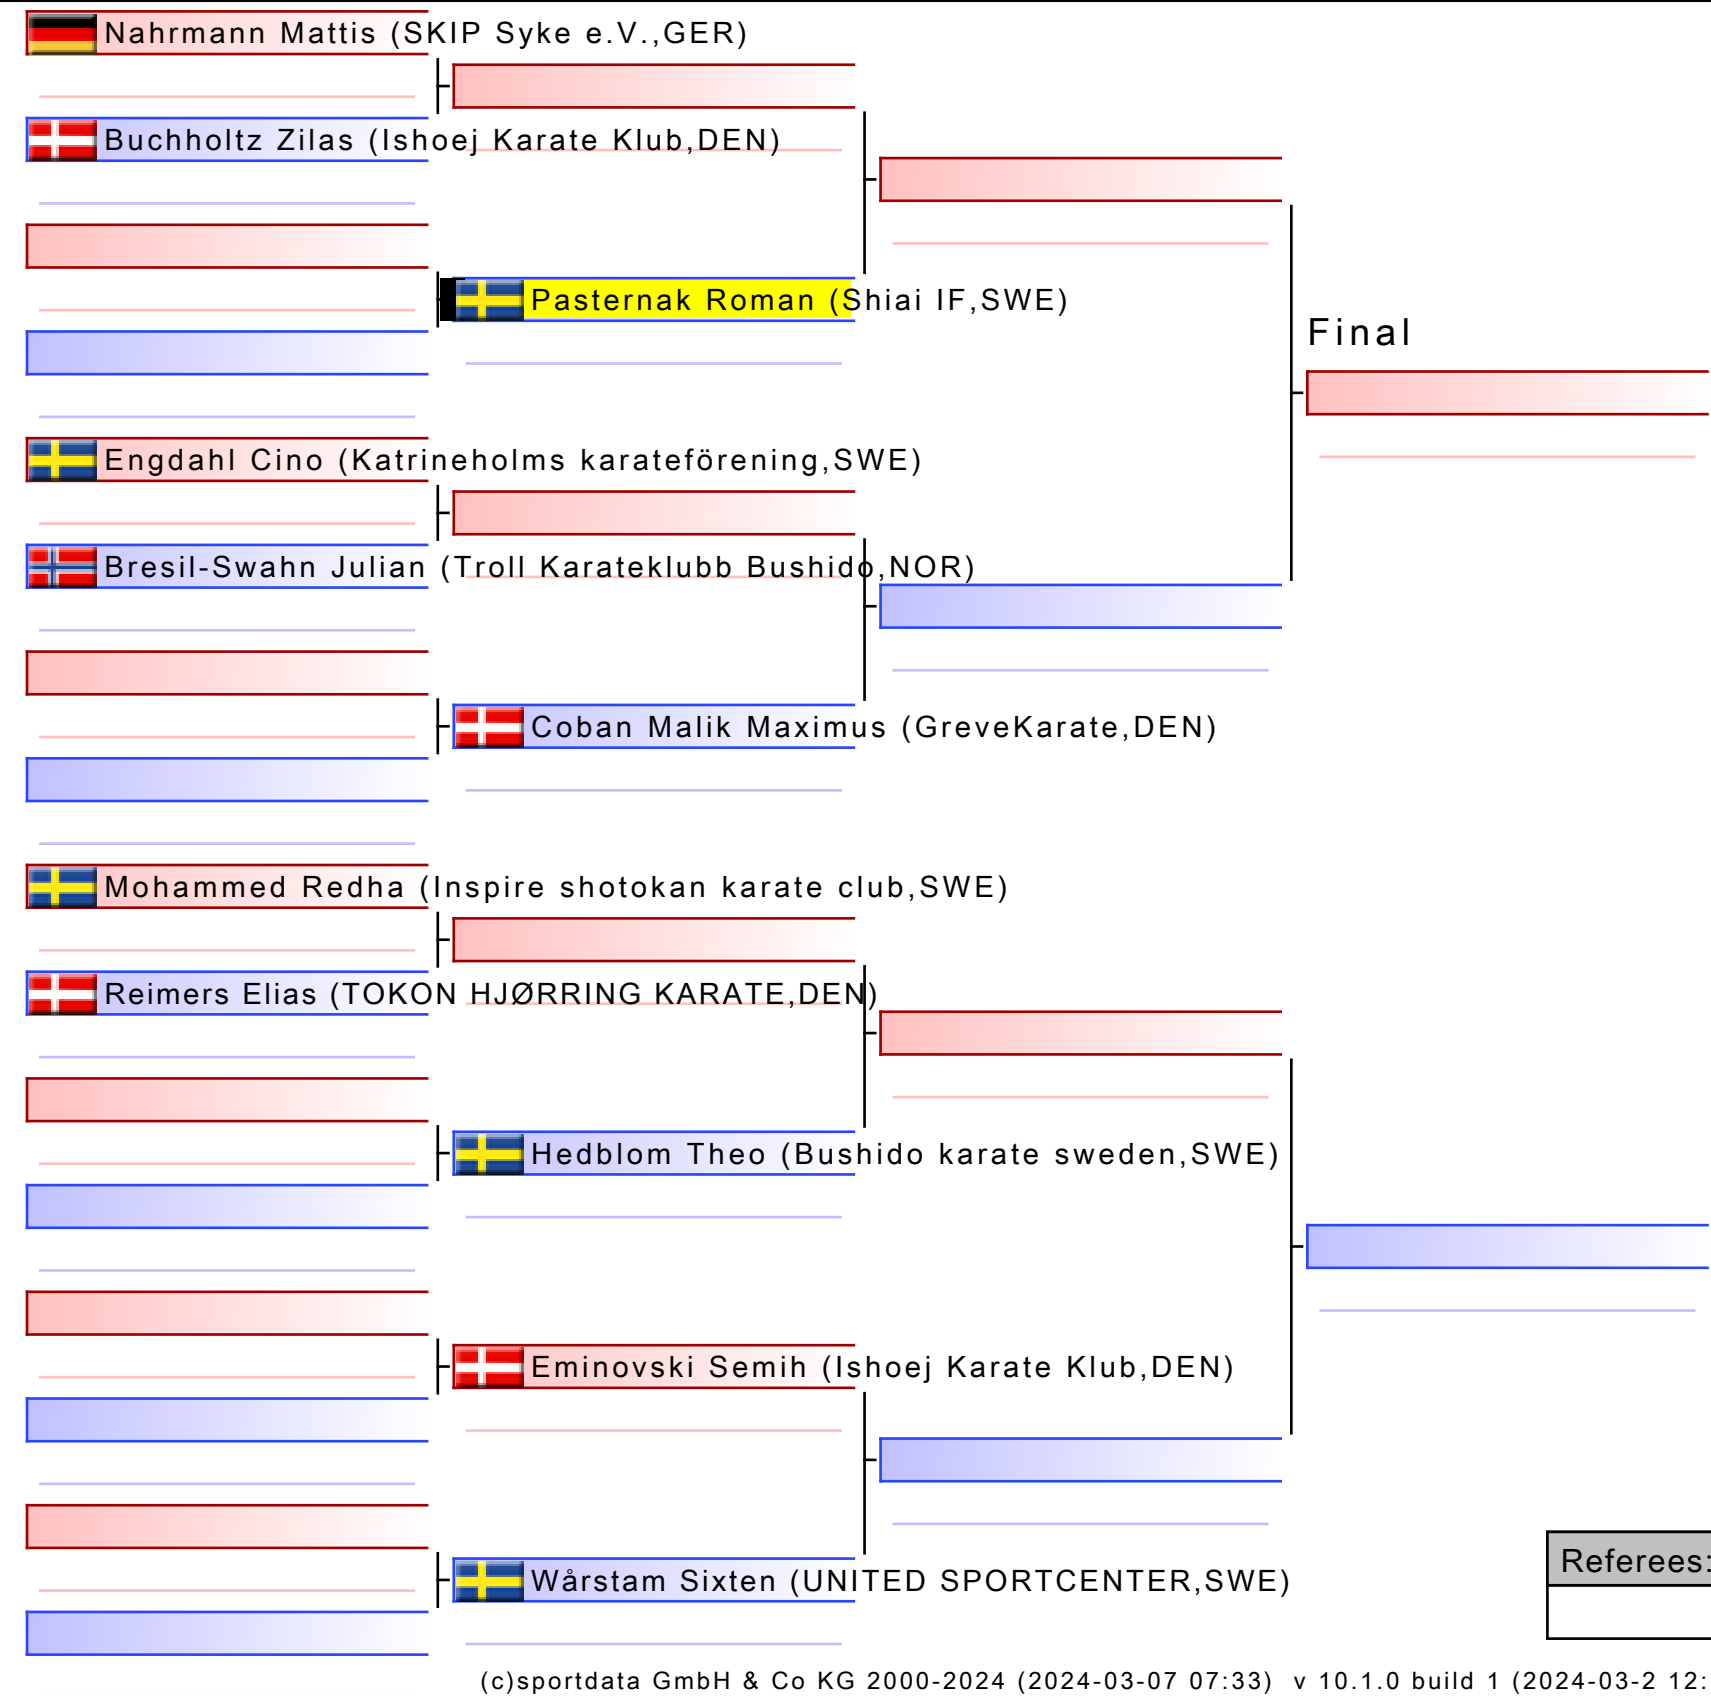 Nahrmann Mattis (SKIP Syke e.V.,GER)
Buchholtz Zilas (Ishoej Karate Klub,DEN)
Pasternak Roman (Shiai IF,SWE)
Final
Engdahl Cino (Katrineholms karateförening,SWE)
Bresil-Swahn Julian (Troll Karateklubb Bushido,NOR)
Coban Malik Maximus (GreveKarate,DEN)
Mohammed Redha (Inspire shotokan karate club,SWE)
Reimers Elias (TOKON HJØRRING KARATE,DEN)
Hedblom Theo (Bushido karate sweden,SWE)
Eminovski Semih (Ishoej Karate Klub,DEN)
Referees:
Wårstam Sixten (UNITED SPORTCENTER,SWE)
(c)sportdata GmbH & Co KG 2000-2024 (2024-03-07 07:33) v 10.1.0 build 1 (2024-03-2 12: